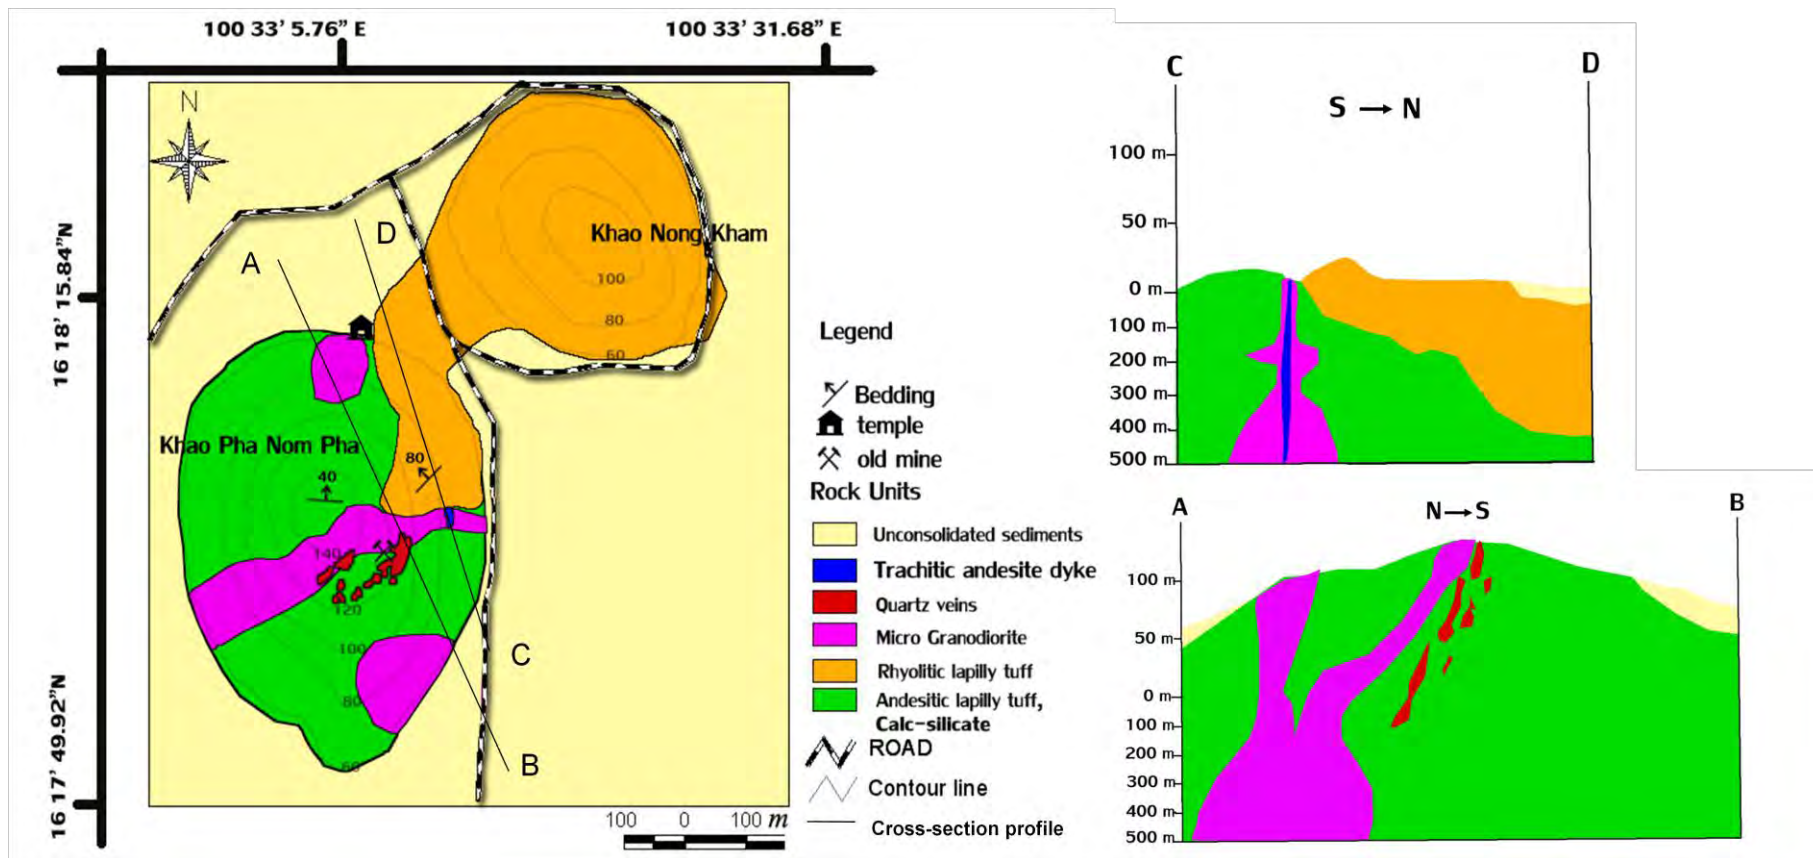 100 33' 5.76" E
100 33' 31.68" E
16 18' 15.84"N
16 17' 49.92"N
N
A
D
Khao Nong Kham
100
80
60
Khao Pha Nom Pha
80
40
140
120
100
80
60
C
B
100 0 100 m
Legend
Bedding
temple
old mine
Rock Units
Unconsolidated sediments
Trachitic andesite dyke
Quartz veins
Micro Granodiorite
Rhyolitic lapilly tuff
Andesitic lapilly tuff,
Calc-silicate
ROAD
Contour line
Cross-section profile
C
D
S → N
100 m
50 m
0 m
100 m
200 m
300 m
400 m
500 m
A
B
N→S
100 m
50 m
0 m
100 m
200 m
300 m
400 m
500 m